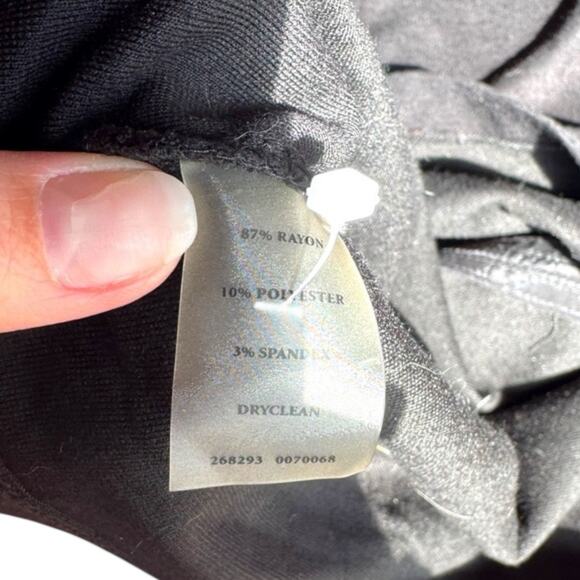 87% RAYON
10% POLYESTER
3% SPANDEX
DRYCLEAN
268293 0070068